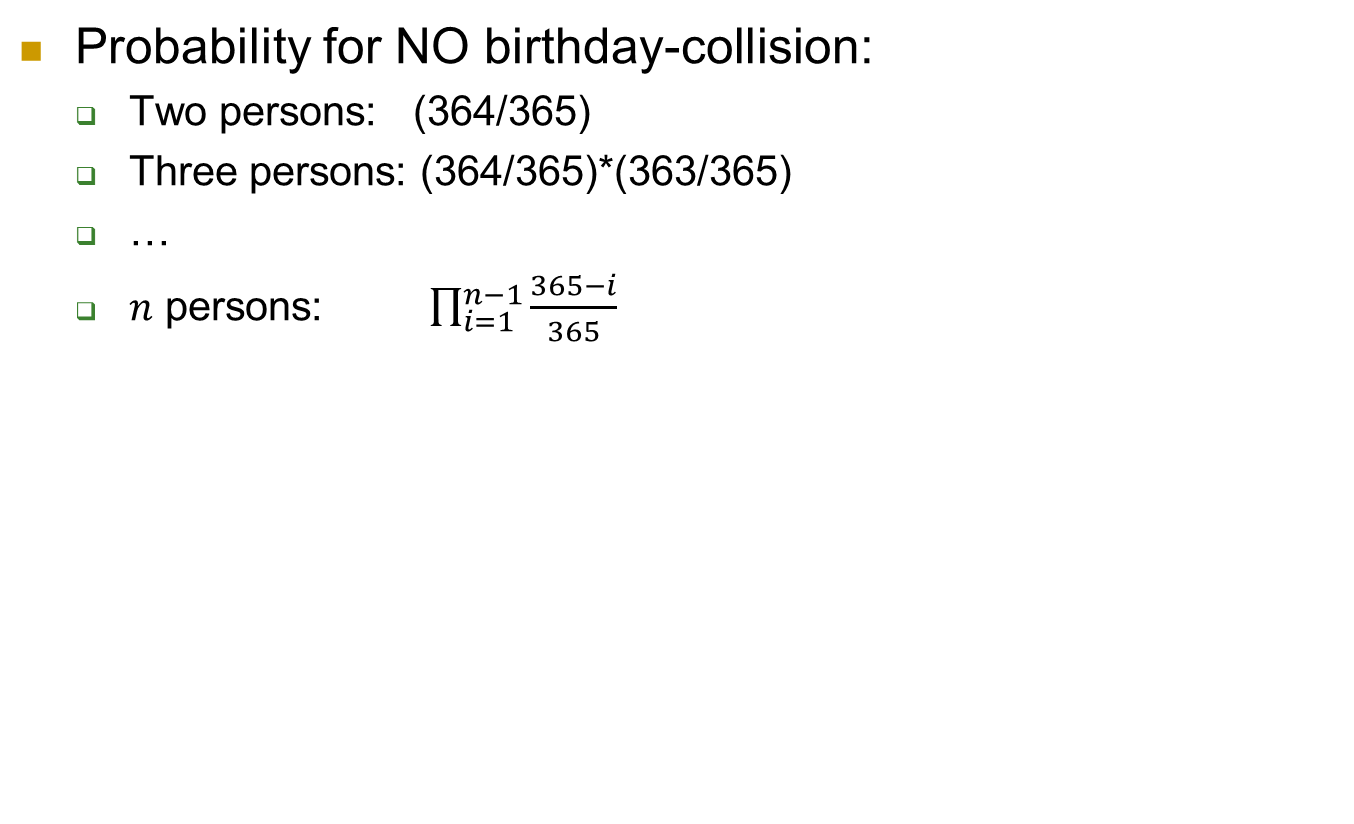 Probability for NO birthday-collision:
Two persons: (364/365)
Three persons: (364/365)*(363/365)
…
𝑛 persons: ∏_{𝑖=1}^{𝑛−1} \frac{365−𝑖}{365}